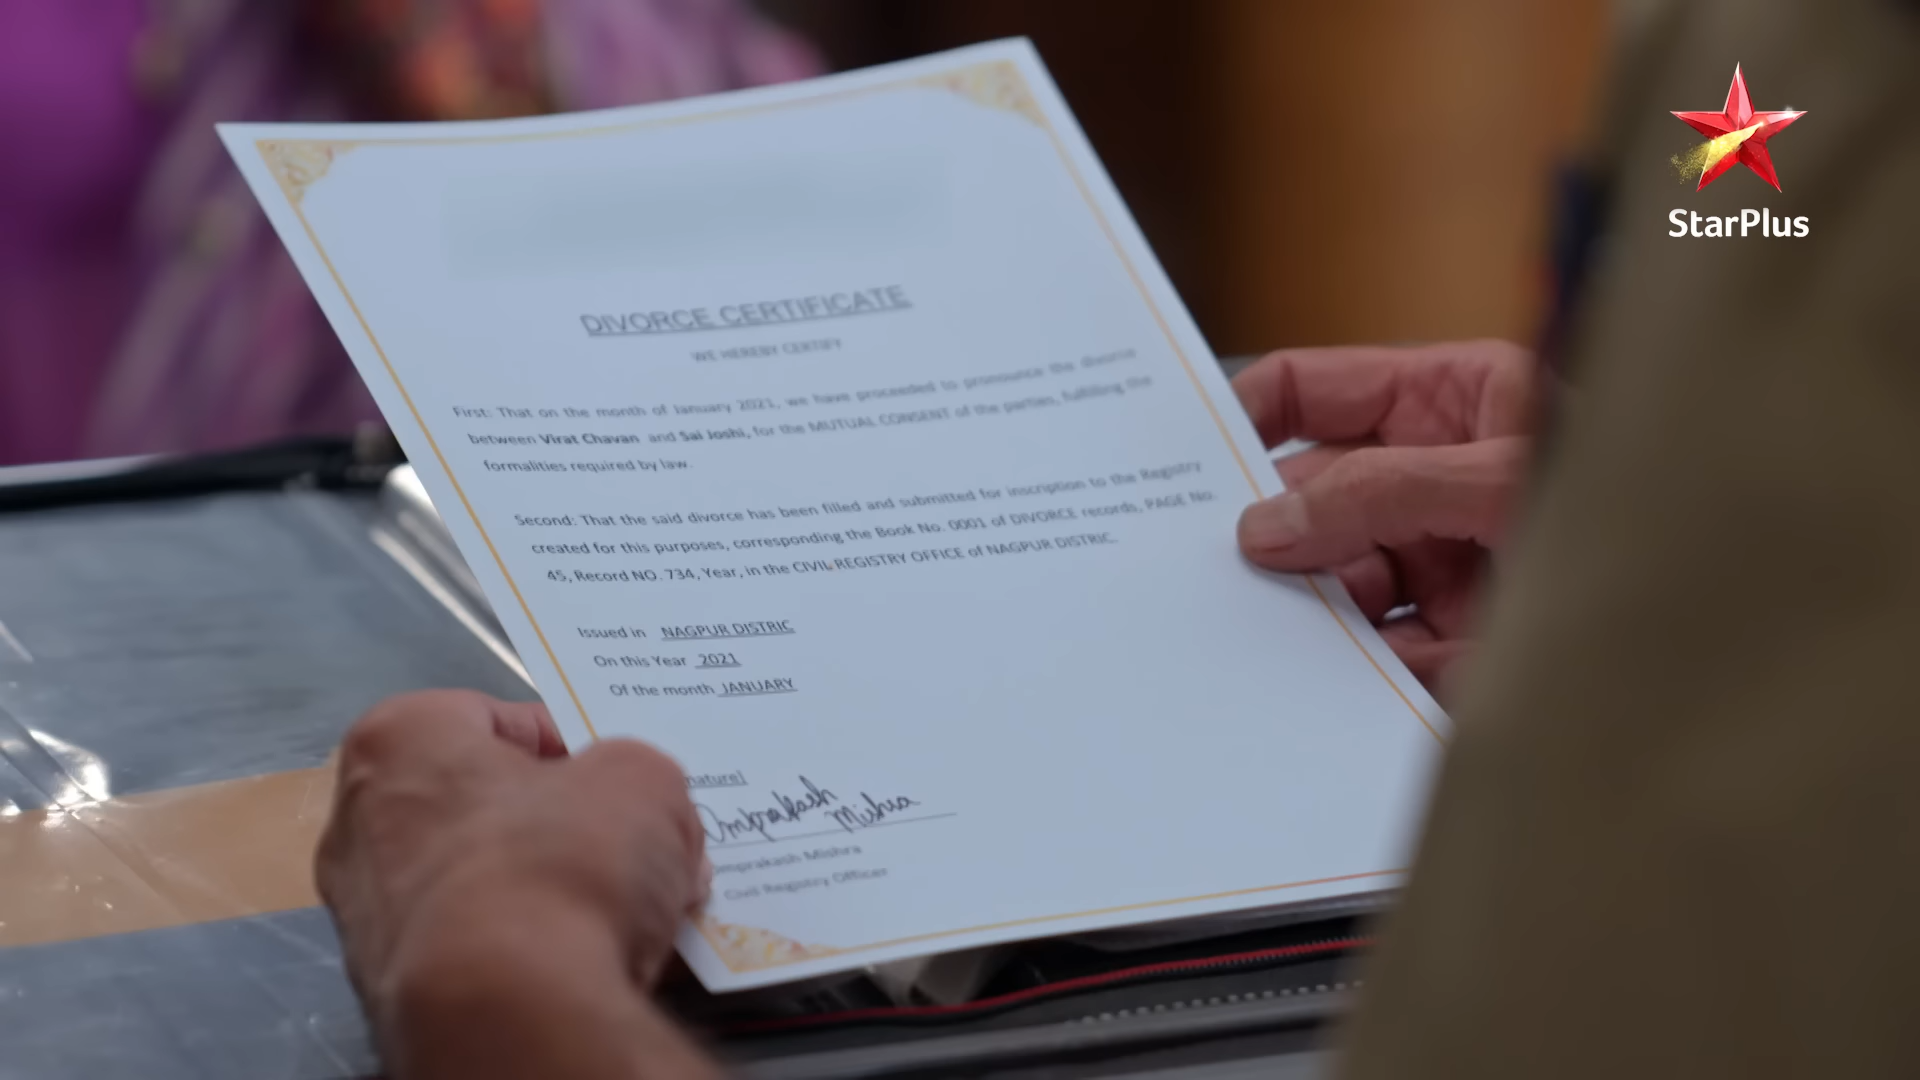 StarPlus
DIVORCE CERTIFICATE
WE HEREBY CERTIFY
First: That on the month of January 2021, we have proceeded to pronounce the divorce
between Virat Chavan and Sai Joshi, for the MUTUAL CONSENT of the parties, fulfilling the
formalities required by law.
Second: That the said divorce has been filled and submitted for inscription to the Registry
created for this purposes, corresponding the Book No. 0001 of DIVORCE records, PAGE No.
45, Record NO. 734, Year, in the CIVIL REGISTRY OFFICE of NAGPUR DISTRIC.
Issued in NAGPUR DISTRIC
On this Year 2021
Of the month JANUARY
nature]
Omprakash Mishra
Omprakash Mishra
Civil Registry Officer